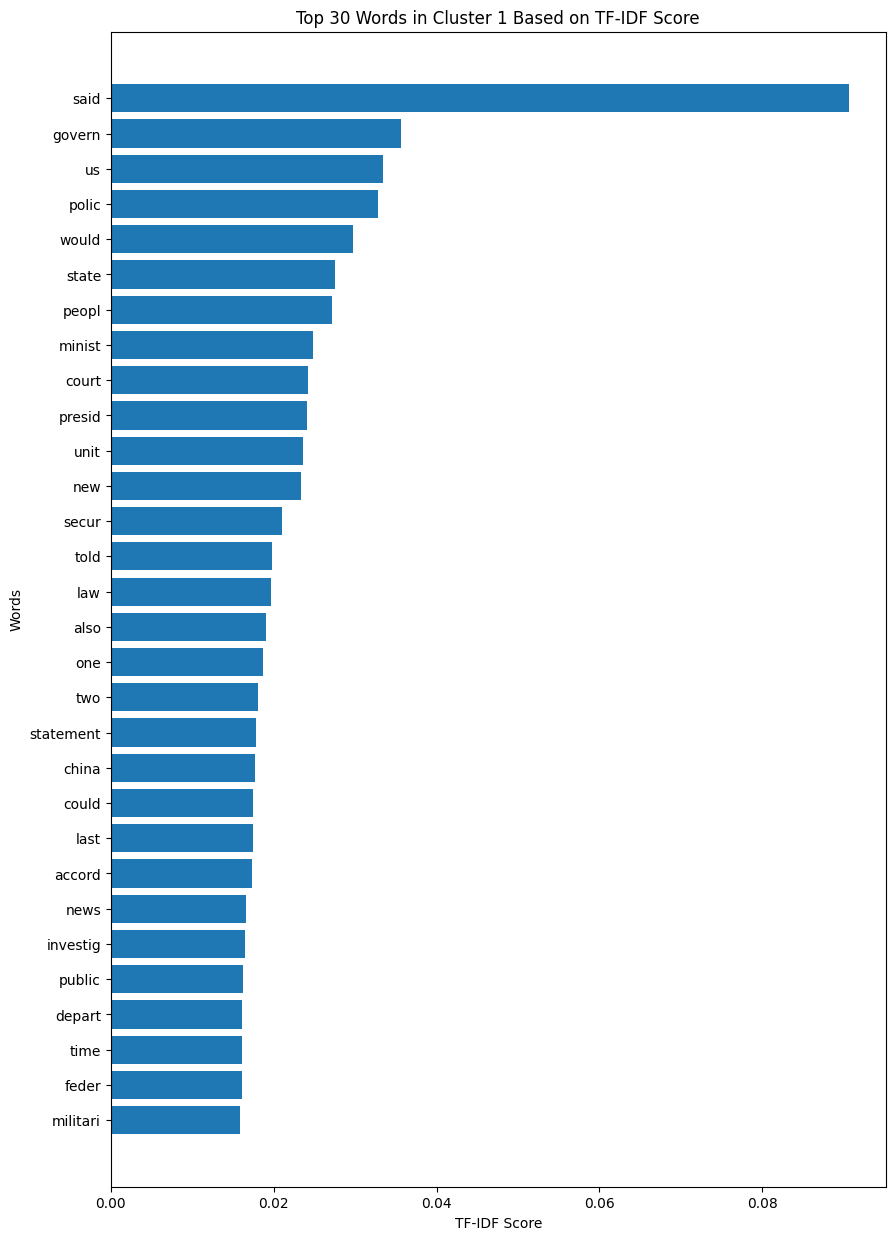 Top 30 Words in Cluster 1 Based on TF-IDF Score
said
govern
us
polic
would
state
peopl
minist
court
presid
unit
new
secur
told
law
also
one
two
statement
china
could
last
accord
news
investig
public
depart
time
feder
militari
Words
0.00 0.02 0.04 0.06 0.08
TF-IDF Score